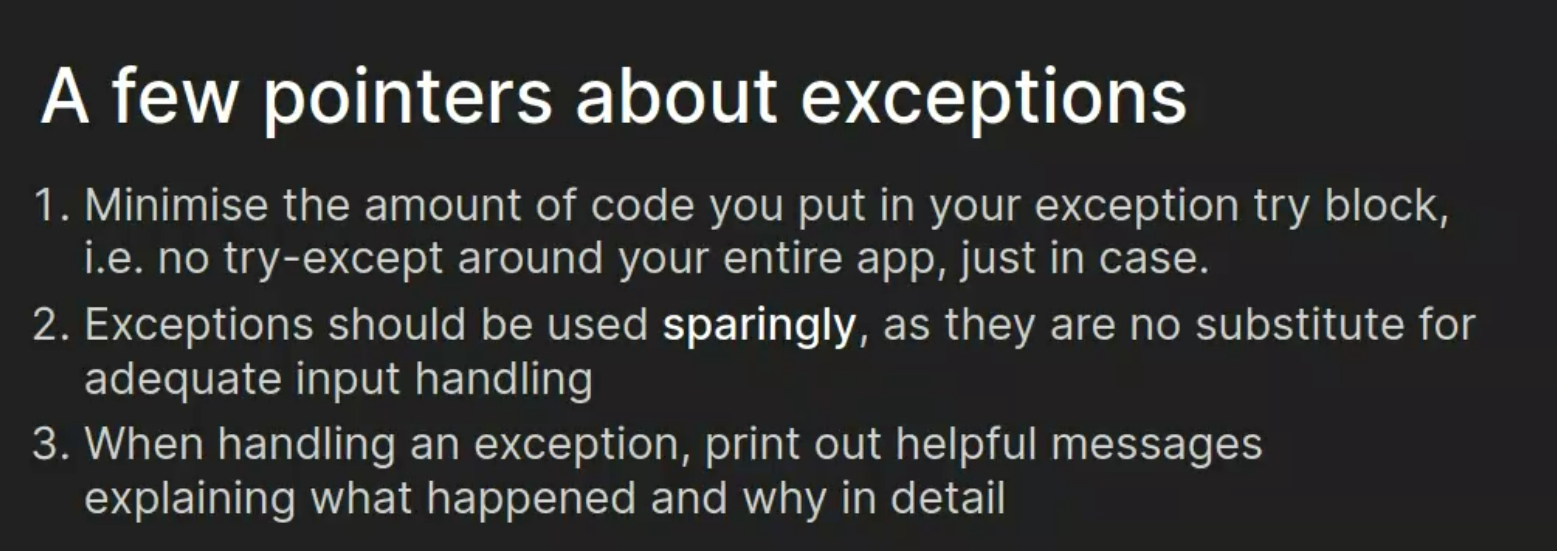 A few pointers about exceptions
1. Minimise the amount of code you put in your exception try block,
i.e. no try-except around your entire app, just in case.
2. Exceptions should be used sparingly, as they are no substitute for
adequate input handling
3. When handling an exception, print out helpful messages
explaining what happened and why in detail